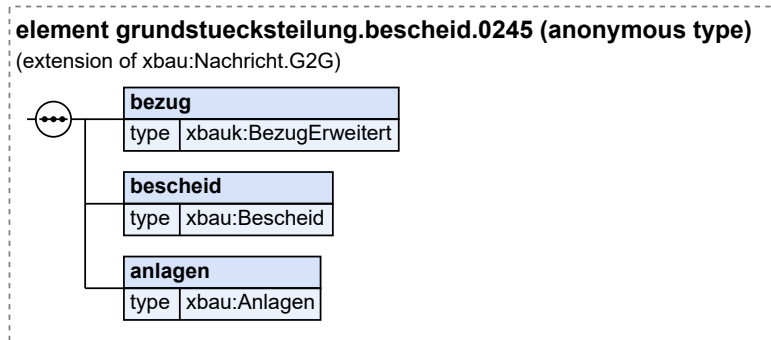 element grundstuecksteilung.bescheid.0245 (anonymous type)
(extension of xbau:Nachricht.G2G)
bezug
type xbauk:BezugErweitert
bescheid
type xbau:Bescheid
anlagen
type xbau:Anlagen